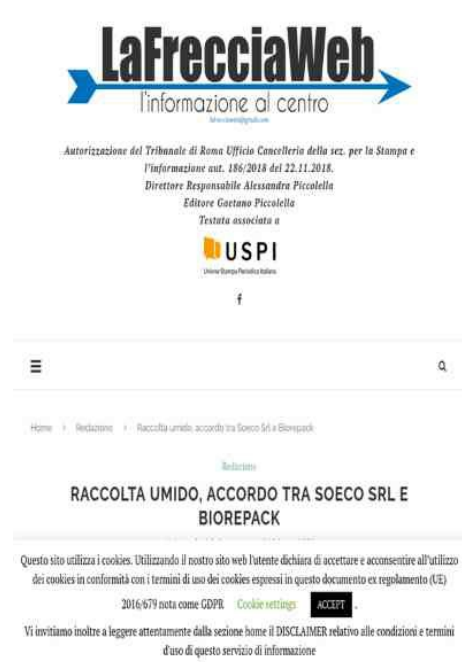 LaFrecciaWeb
l'informazione al centro
Autorizzazione del Tribunale di Roma Ufficio Cancelleria della sez. per la Stampa e
l'informazione aut. 186/2018 del 22.11.2018.
Direttore Responsabile Alessandra Piccolella
Editore Gaetano Piccolella
Testata associata a
USPI
Unione Stampa Periodica Italiana
f
Home > Redazione > Raccolta umido, accordo tra Soeco Srl e Biorepack
Redazione
RACCOLTA UMIDO, ACCORDO TRA SOECO SRL E
BIOREPACK
Questo sito utilizza i cookies. Utilizzando il nostro sito web l'utente dichiara di accettare e acconsentire all'utilizzo
dei cookies in conformità con i termini di uso dei cookies espressi in questo documento ex regolamento (UE)
2016/679 nota come GDPR Cookie settings ACCEPT .
Vi invitiamo inoltre a leggere attentamente dalla sezione home il DISCLAIMER relativo alle condizioni e termini
d'uso di questo servizio di informazione